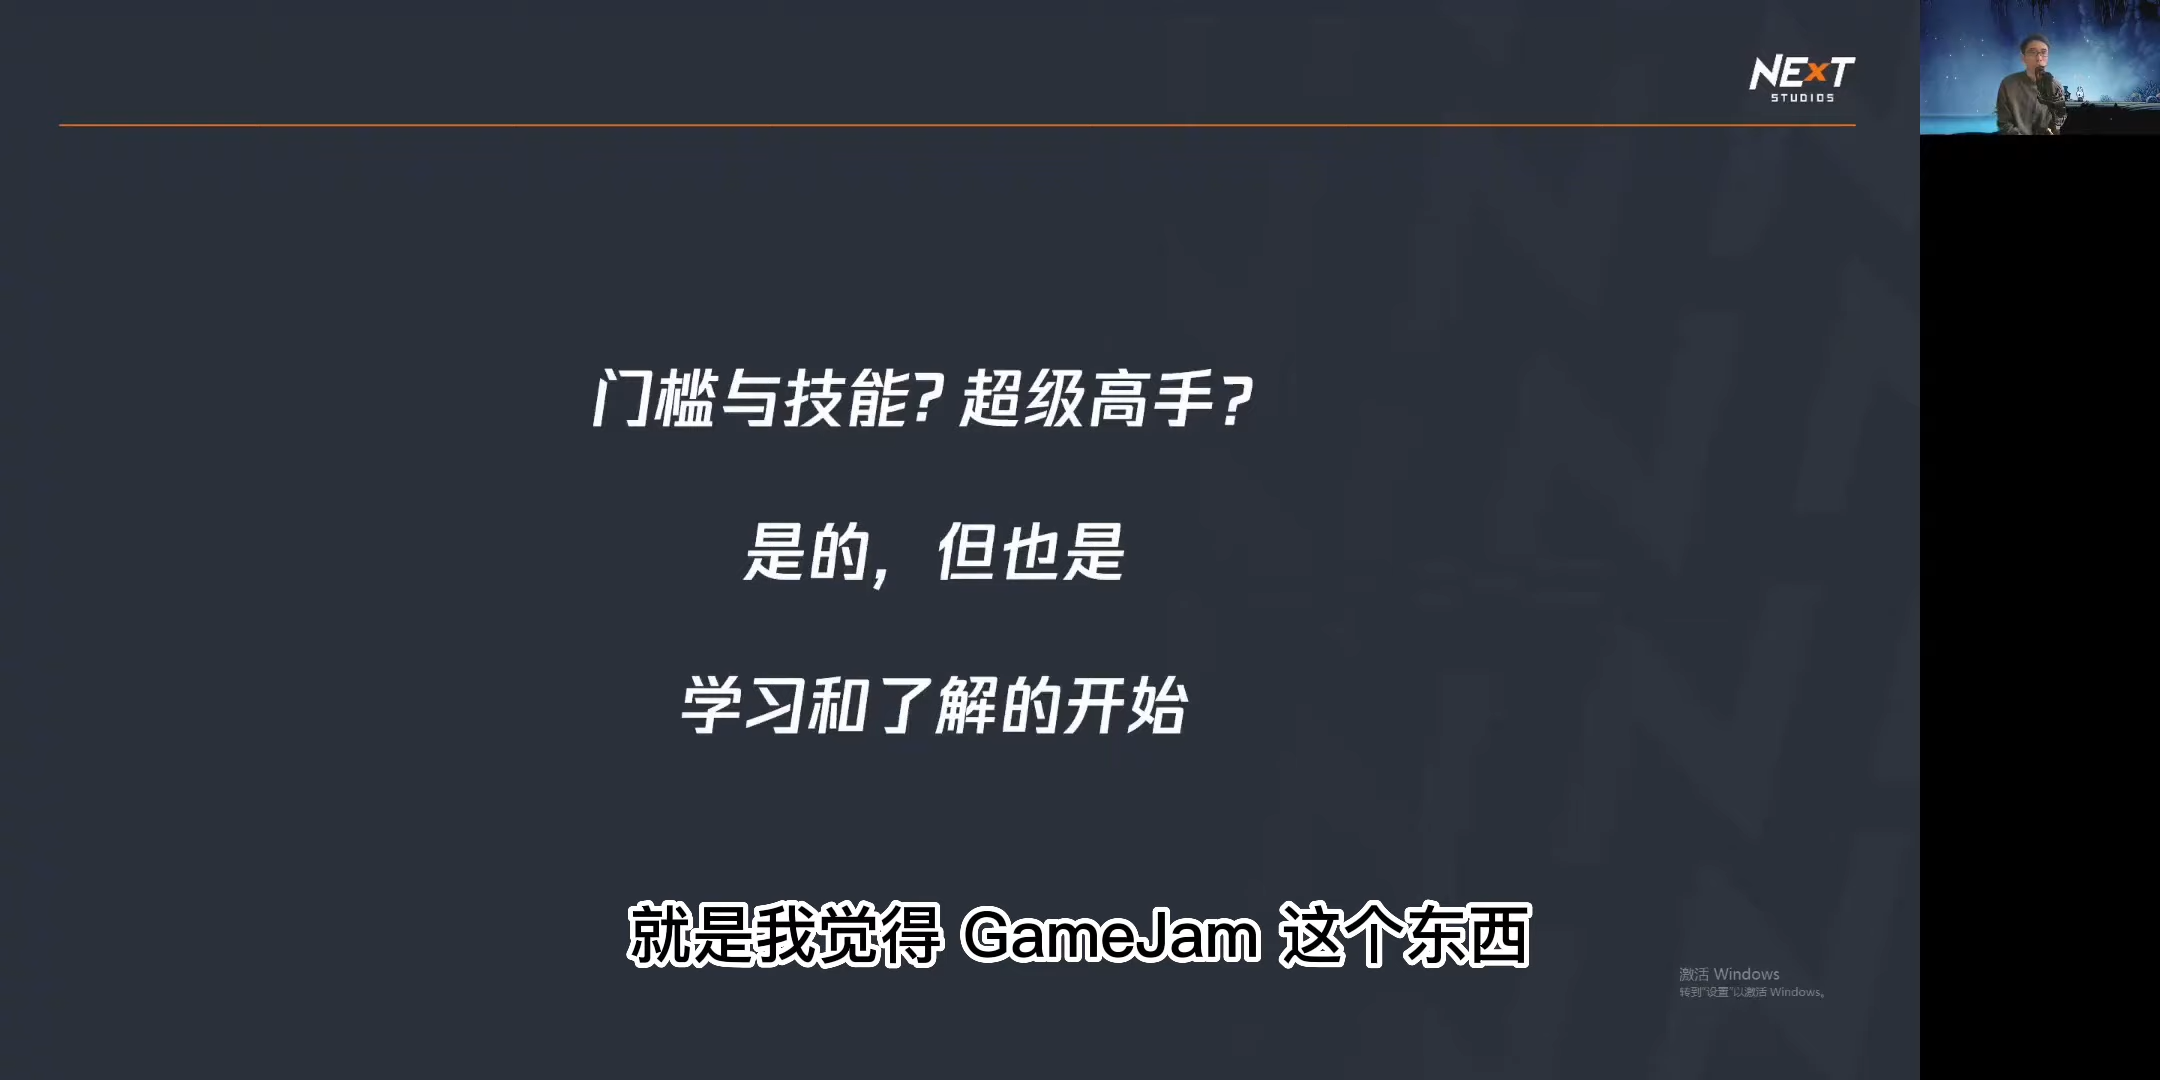 NExT
STUDIOS
门槛与技能？超级高手？
是的，但也是
学习和了解的开始
就是我觉得 GameJam 这个东西
激活 Windows
转到"设置"以激活 Windows。